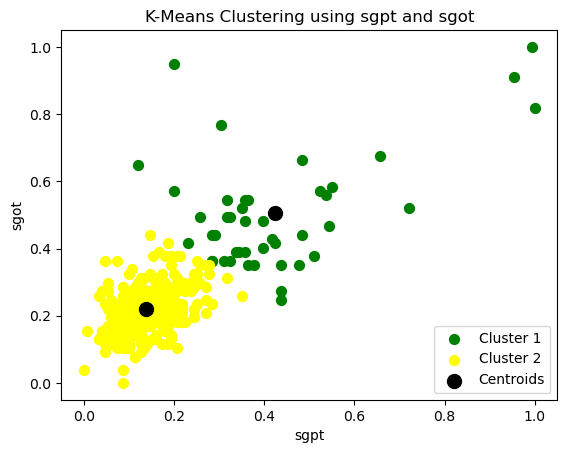 K-Means Clustering using sgpt and sgot
1.0
0.8
0.6
0.4
0.2
0.0
sgot
0.0 0.2 0.4 0.6 0.8 1.0
sgpt
Cluster 1
Cluster 2
Centroids